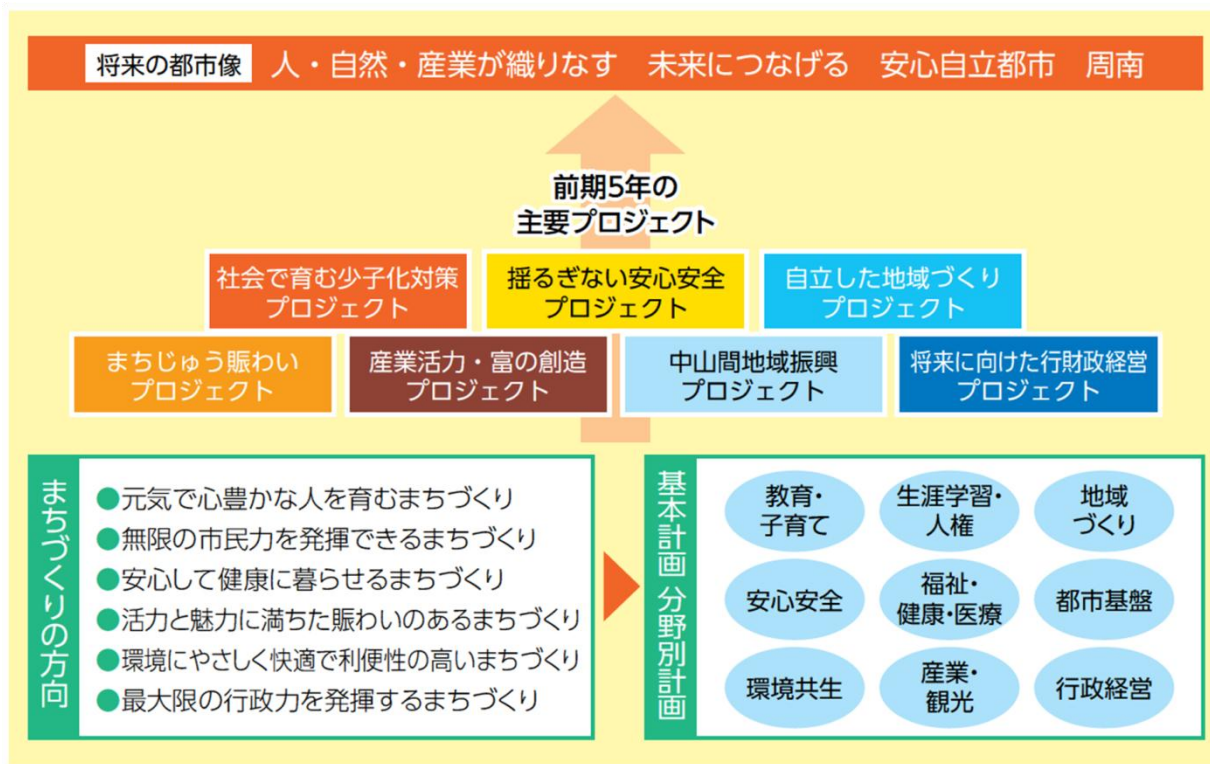 将来の都市像 人・自然・産業が織りなす 未来につなげる 安心自立都市 周南
前期5年の
主要プロジェクト
社会で育む少子化対策
プロジェクト
揺るぎない安心安全
プロジェクト
自立した地域づくり
プロジェクト
まちじゅう賑わい
プロジェクト
産業活力・富の創造
プロジェクト
中山間地域振興
プロジェクト
将来に向けた行財政経営
プロジェクト
まちづくりの方向
●元気で心豊かな人を育むまちづくり
●無限の市民力を発揮できるまちづくり
●安心して健康に暮らせるまちづくり
●活力と魅力に満ちた賑わいのあるまちづくり
●環境にやさしく快適で利便性の高いまちづくり
●最大限の行政力を発揮するまちづくり
基本計画 分野別計画
教育・
子育て
生涯学習・
人権
地域
づくり
安心安全
福祉・
健康・医療
都市基盤
環境共生
産業・
観光
行政経営